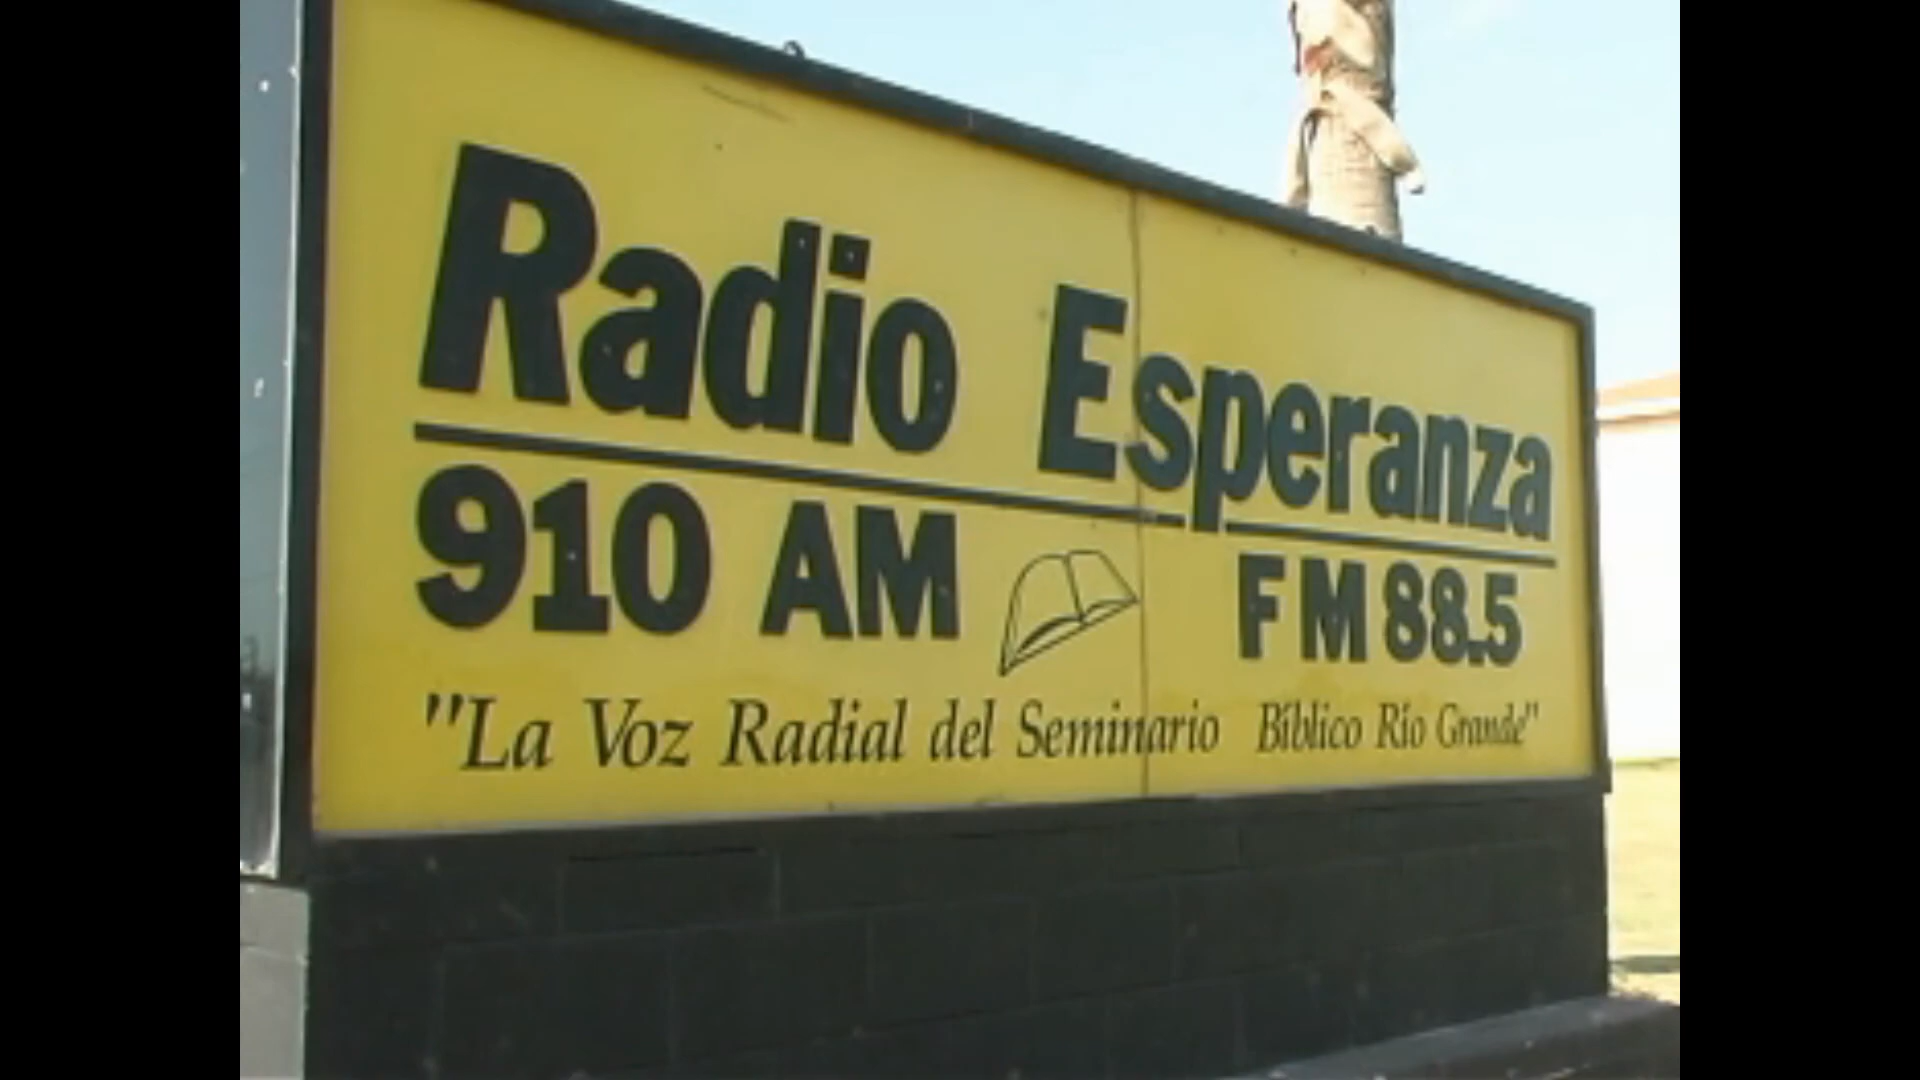 Radio Esperanza
910 AM FM 88.5
"La Voz Radial del Seminario Bíblico Río Grande"